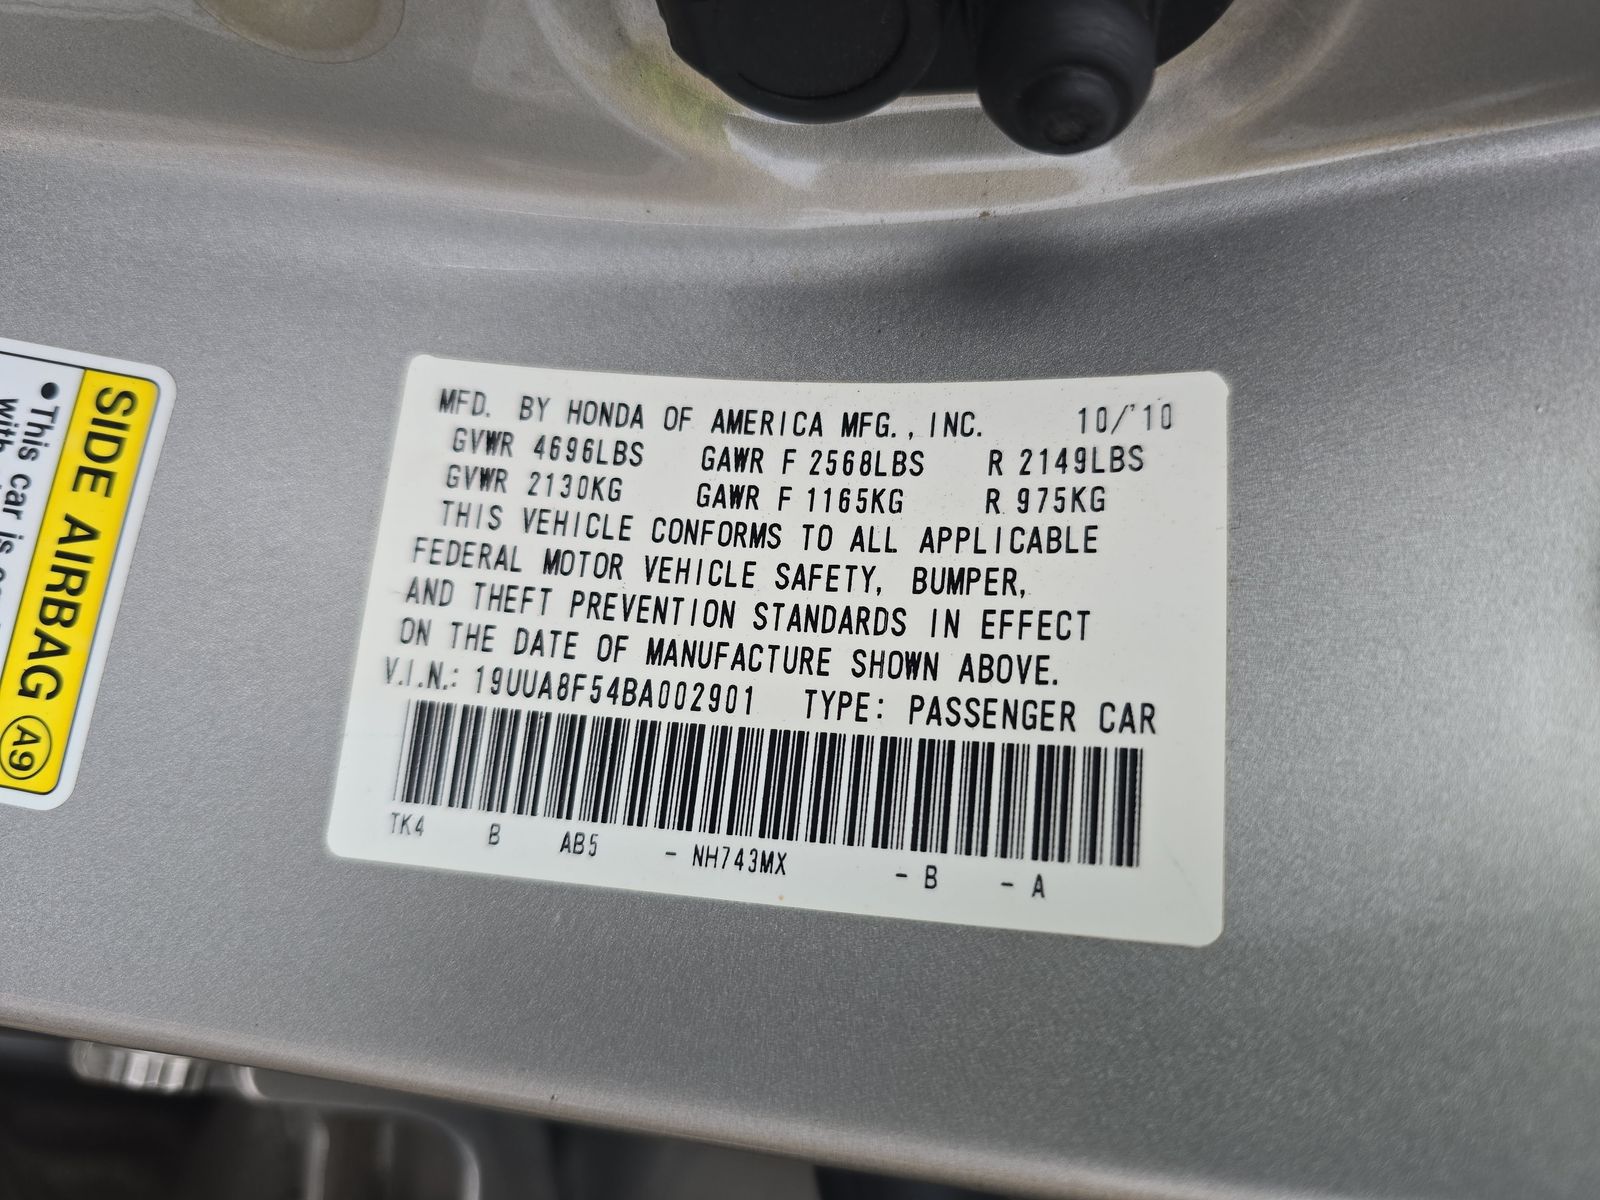 MFD. BY HONDA OF AMERICA MFG., INC. 10/'10
GVWR 4696LBS GAWR F 2568LBS R 2149LBS
GVWR 2130KG GAWR F 1165KG R 975KG
THIS VEHICLE CONFORMS TO ALL APPLICABLE
FEDERAL MOTOR VEHICLE SAFETY, BUMPER,
AND THEFT PREVENTION STANDARDS IN EFFECT
ON THE DATE OF MANUFACTURE SHOWN ABOVE.
V.I.N.: 19UUA8F54BA002901 TYPE: PASSENGER CAR
TK4 B AB5 - NH743MX - B - A
SIDE AIRBAG A9
•This car is
with